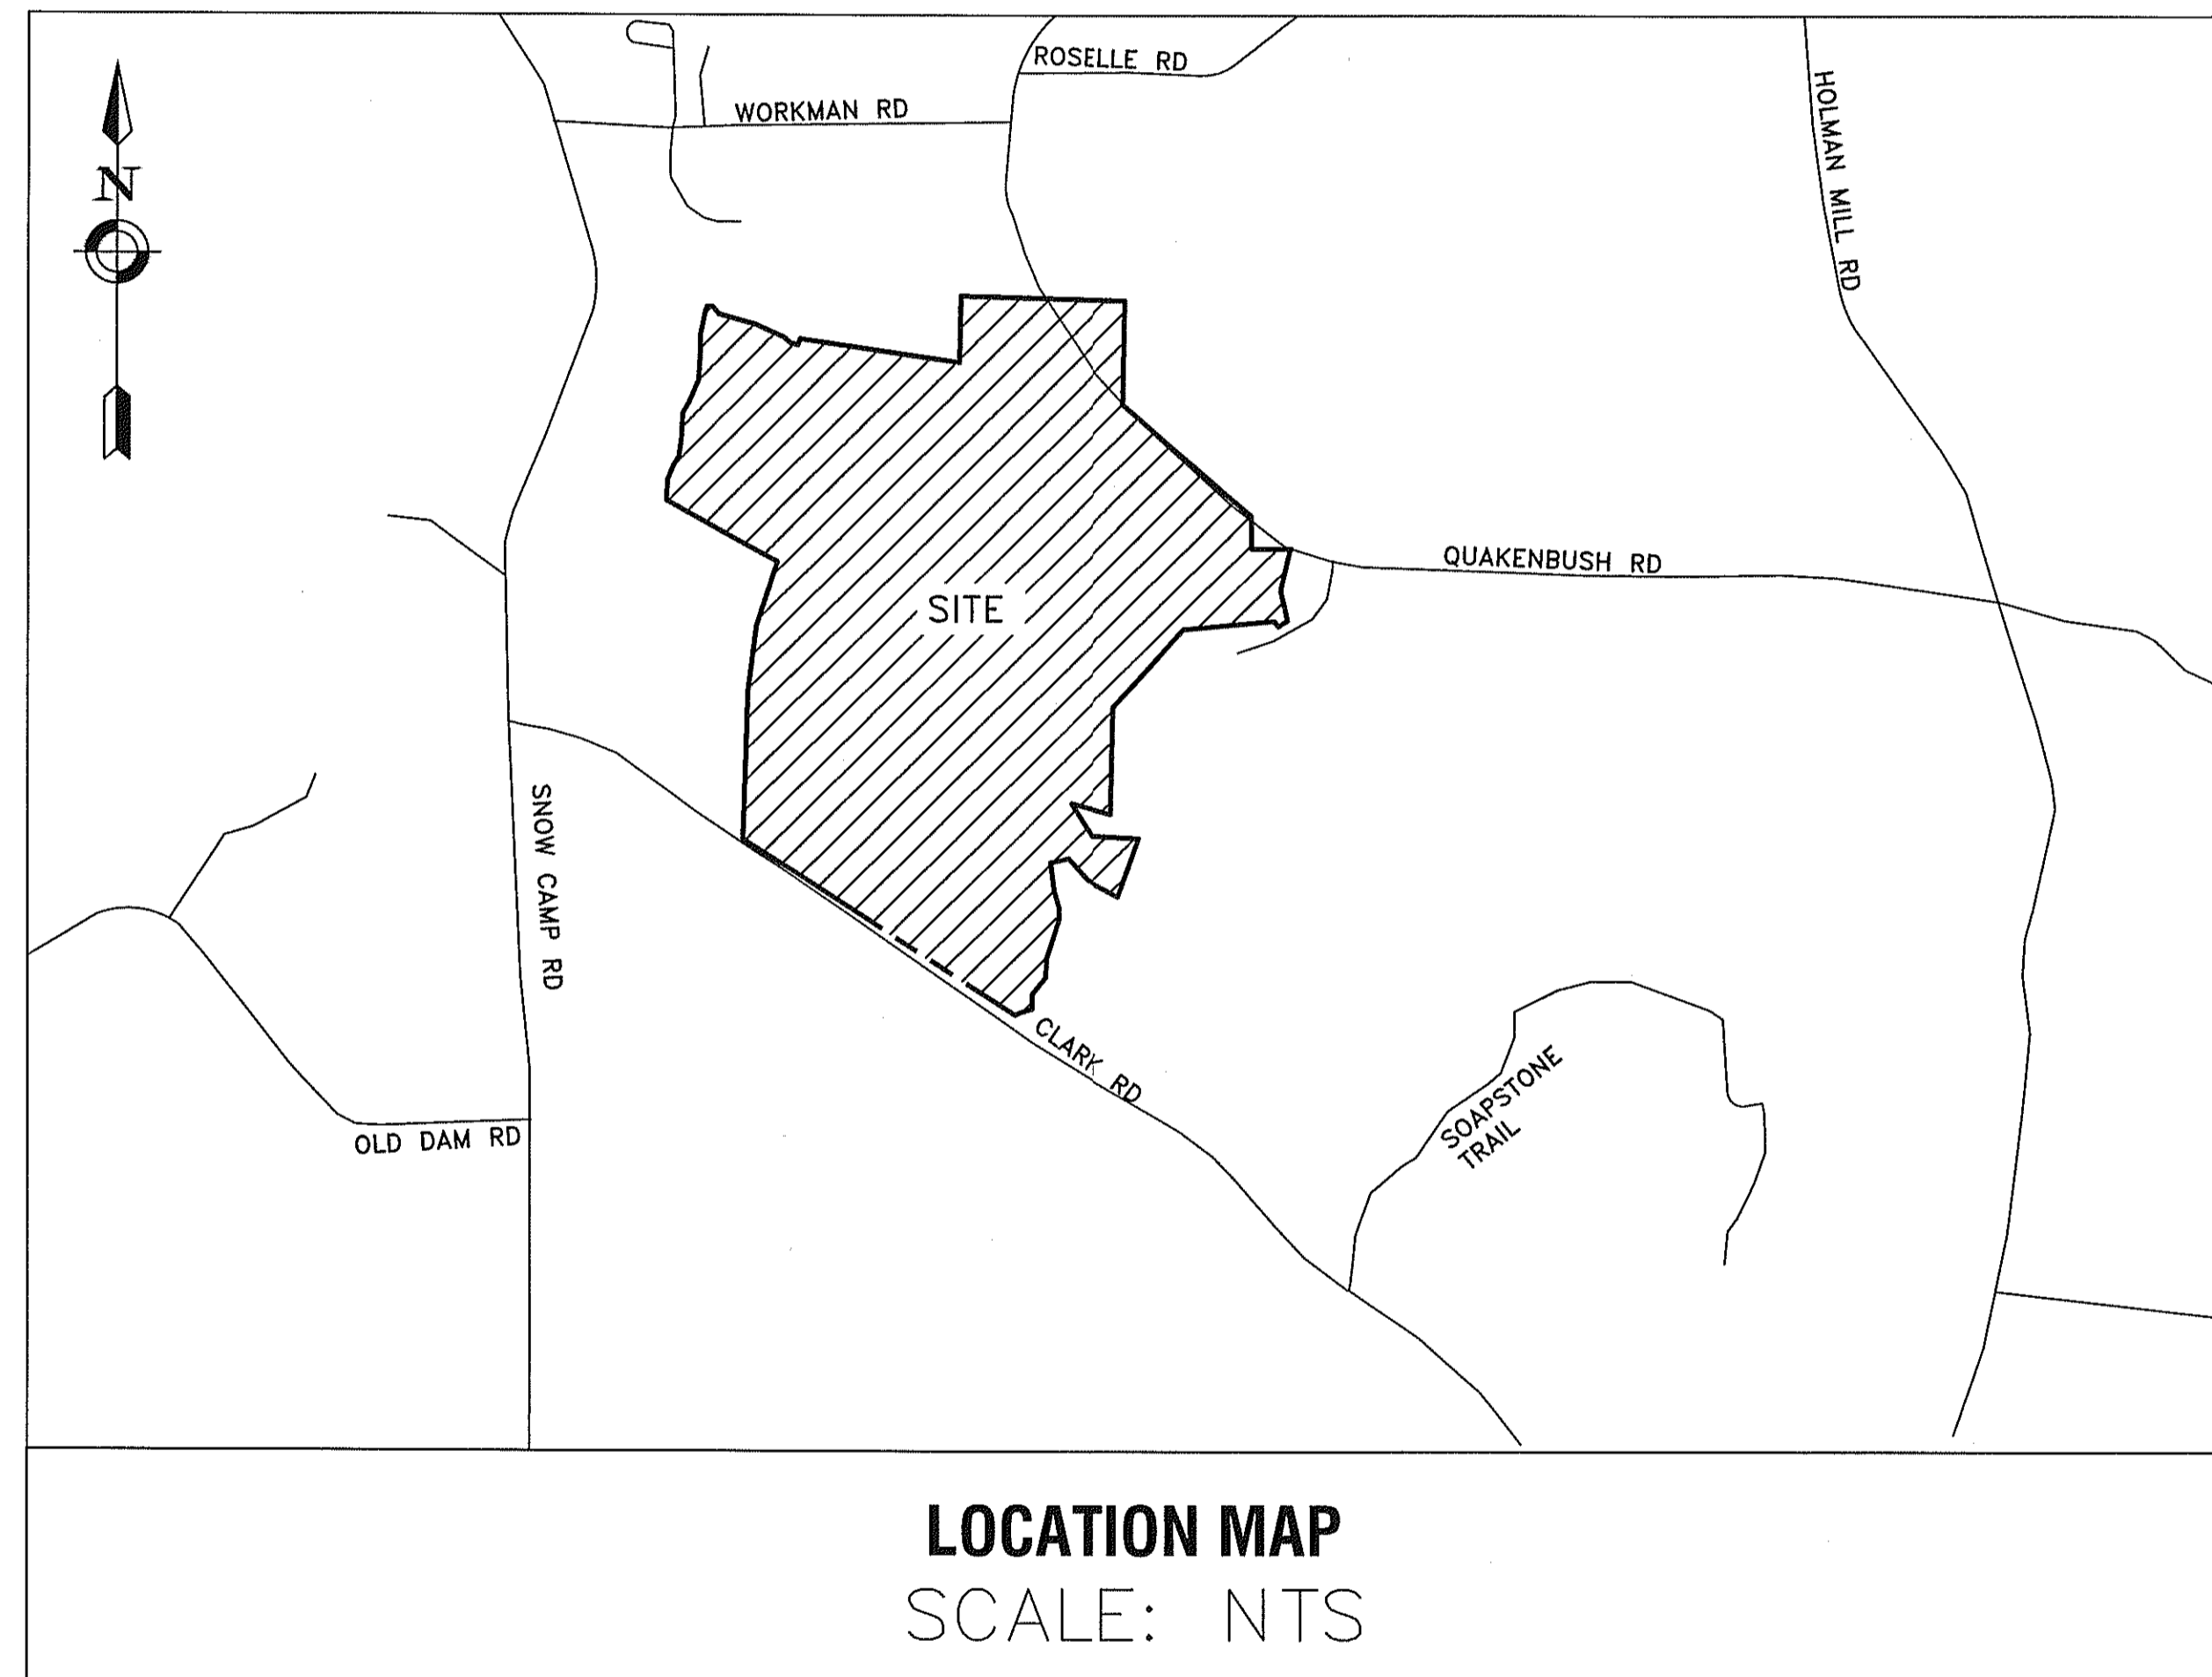 ROSELLE RD
WORKMAN RD
HOLMAN MILL RD
N
QUAKENBUSH RD
SITE
SNOW CAMP RD
CLARK RD
SOAPSTONE
TRAIL
OLD DAM RD
LOCATION MAP
SCALE: NTS